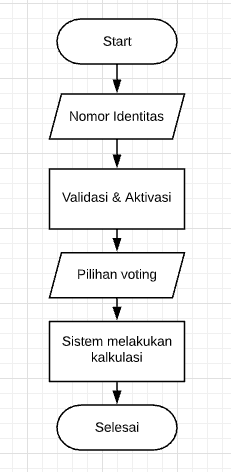 Start
Nomor Identitas
Validasi & Aktivasi
Pilihan voting
Sistem melakukan
kalkulasi
Selesai